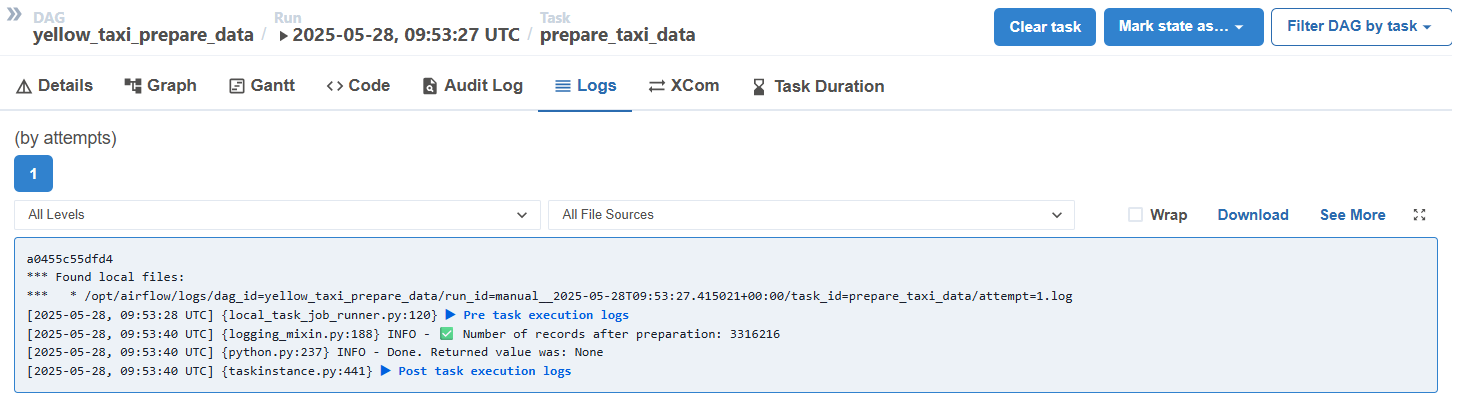 DAG Run Task
yellow_taxi_prepare_data / 2025-05-28, 09:53:27 UTC / prepare_taxi_data
Clear task Mark state as... Filter DAG by task
Details Graph Gantt Code Audit Log Logs XCom Task Duration
(by attempts)
1
All Levels All File Sources Wrap Download See More
a0455c55dfd4
*** Found local files:
***   * /opt/airflow/logs/dag_id=yellow_taxi_prepare_data/run_id=manual__2025-05-28T09:53:27.415021+00:00/task_id=prepare_taxi_data/attempt=1.log
[2025-05-28, 09:53:28 UTC] {local_task_job_runner.py:120} ▶ Pre task execution logs
[2025-05-28, 09:53:40 UTC] {logging_mixin.py:188} INFO - ✅ Number of records after preparation: 3316216
[2025-05-28, 09:53:40 UTC] {python.py:237} INFO - Done. Returned value was: None
[2025-05-28, 09:53:40 UTC] {taskinstance.py:441} ▶ Post task execution logs